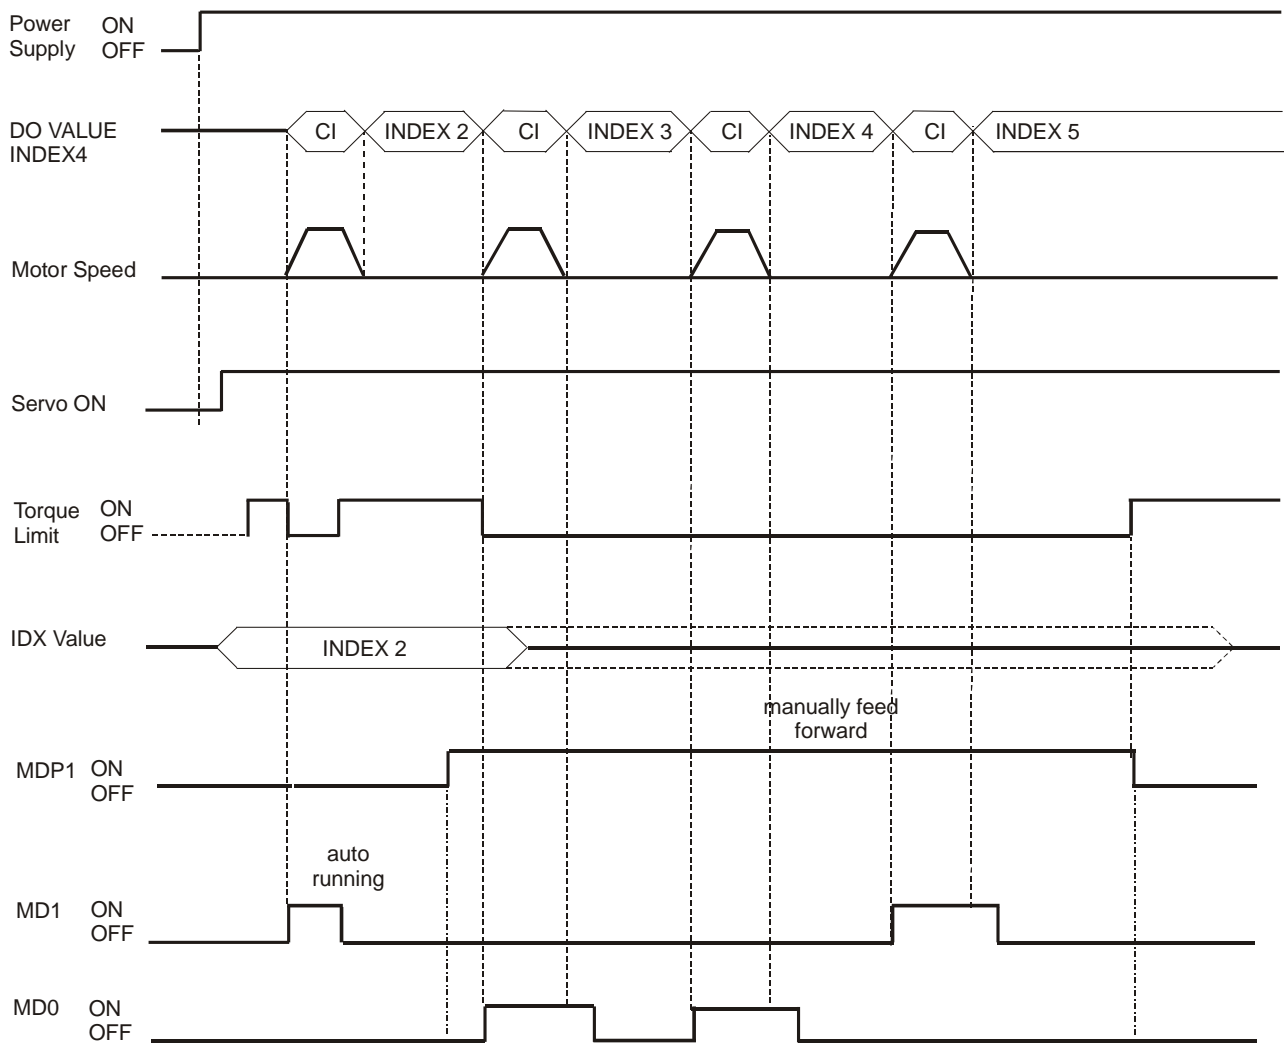 Power ON
Supply OFF
DO VALUE
INDEX4
CI
INDEX 2
CI
INDEX 3
CI
INDEX 4
CI
INDEX 5
Motor Speed
Servo ON
Torque ON
Limit OFF
IDX Value
INDEX 2
manually feed
forward
MDP1 ON
OFF
auto
running
MD1 ON
OFF
MD0 ON
OFF